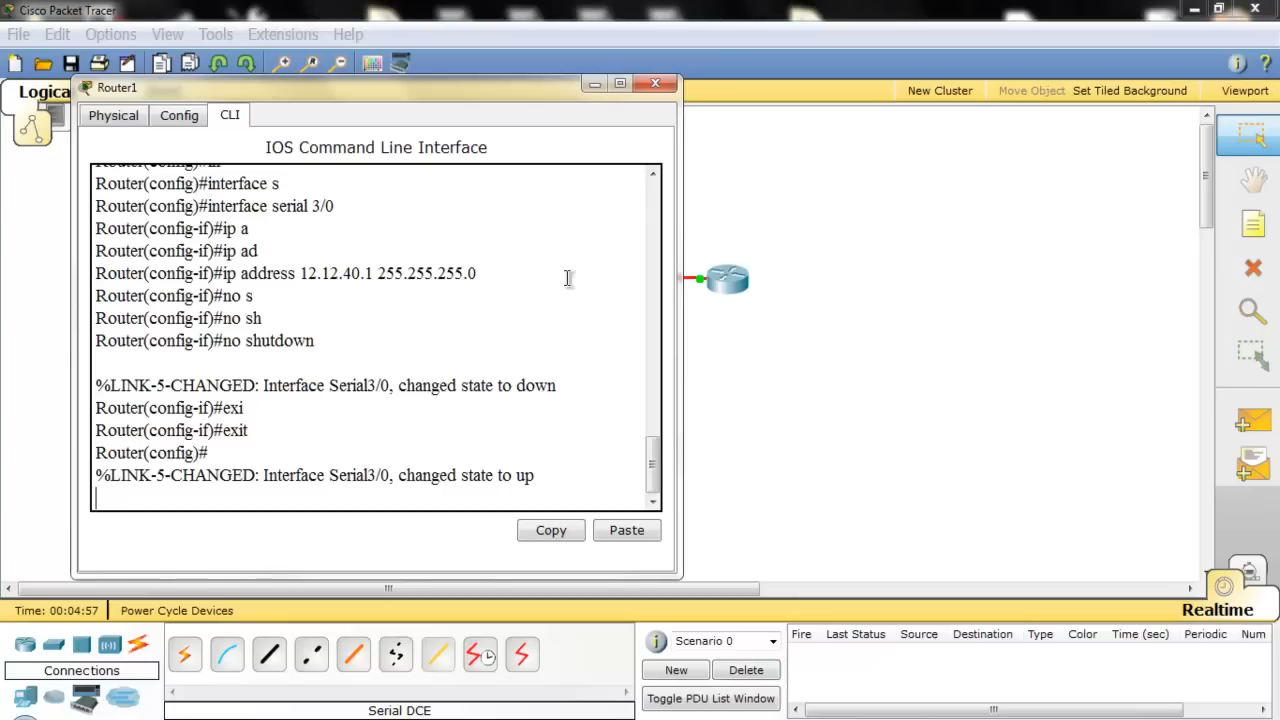 Cisco Packet Tracer
File Edit Options View Tools Extensions Help
Logica
New Cluster Move Object Set Tiled Background Viewport
Router1
Physical Config CLI
IOS Command Line Interface
Router(config)#interface s
Router(config)#interface serial 3/0
Router(config-if)#ip a
Router(config-if)#ip ad
Router(config-if)#ip address 12.12.40.1 255.255.255.0
Router(config-if)#no s
Router(config-if)#no sh
Router(config-if)#no shutdown
%LINK-5-CHANGED: Interface Serial3/0, changed state to down
Router(config-if)#exi
Router(config-if)#exit
Router(config)#
%LINK-5-CHANGED: Interface Serial3/0, changed state to up
Copy Paste
Time: 00:04:57 Power Cycle Devices
Realtime
Scenario 0
Fire Last Status Source Destination Type Color Time (sec) Periodic Num
Connections
New Delete
Toggle PDU List Window
Serial DCE